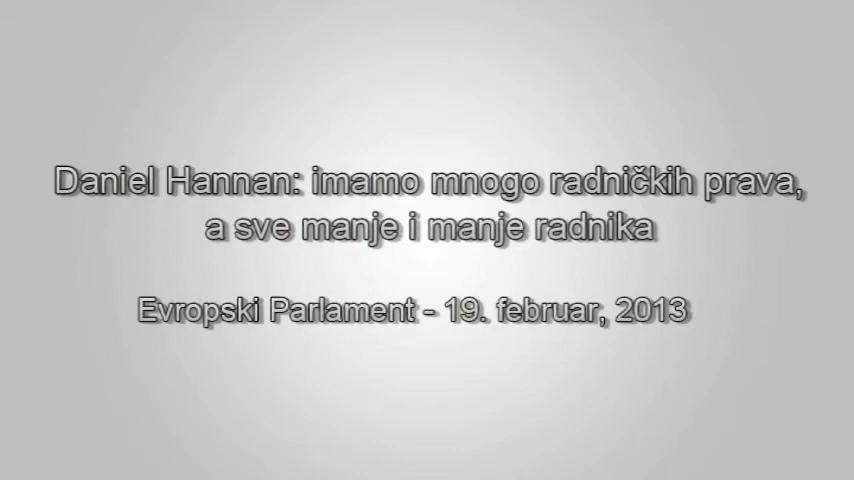 Daniel Hannan: imamo mnogo radničkih prava,
a sve manje i manje radnika
Evropski Parlament - 19. februar, 2013